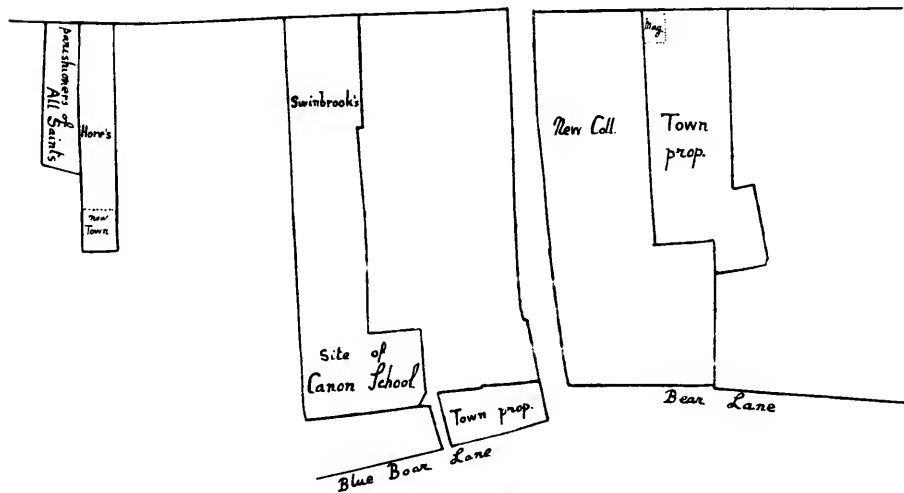 parishioners of
All Saints
Hore's
now
Town
Swinbrook's
Site of
Canon School
Town prop.
Blue Boar Lane
New Coll.
Mag.
Town
prop.
Bear Lane